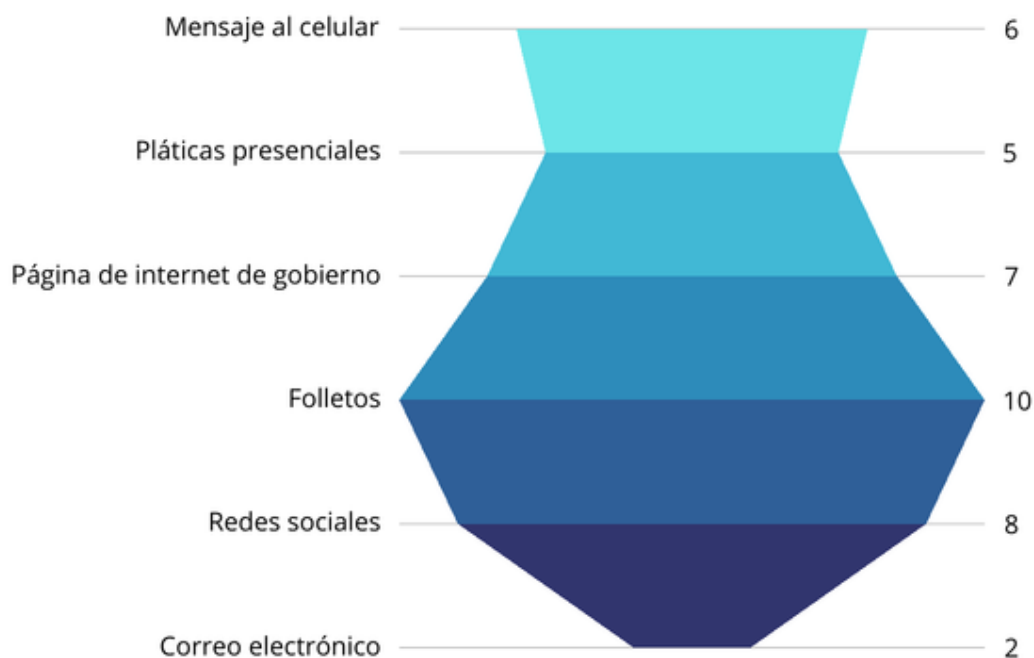 Mensaje al celular 6
Pláticas presenciales 5
Página de internet de gobierno 7
Folletos 10
Redes sociales 8
Correo electrónico 2